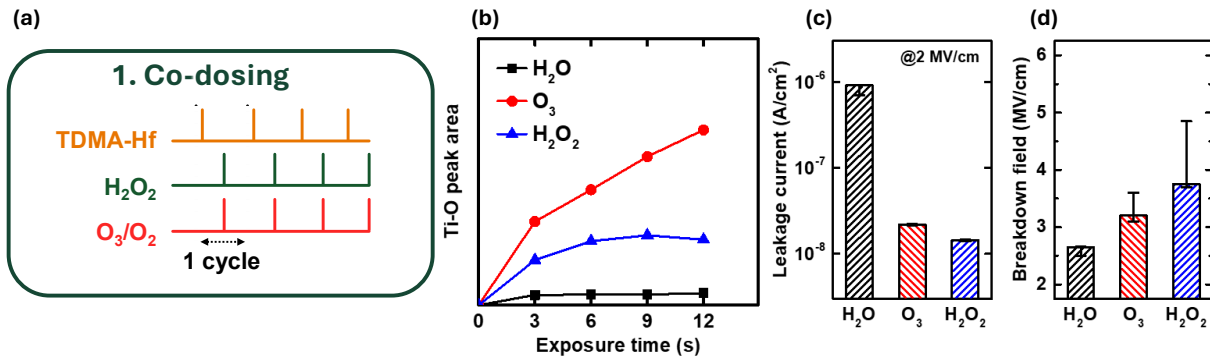 (a)
1. Co-dosing
TDMA-Hf
H₂O₂
O₃/O₂
1 cycle
(b)
Ti-O peak area
H₂O
O₃
H₂O₂
0 3 6 9 12
Exposure time (s)
(c)
Leakage current (A/cm²)
@2 MV/cm
10⁻⁶
10⁻⁷
10⁻⁸
H₂O O₃ H₂O₂
(d)
Breakdown field (MV/cm)
6
5
4
3
2
H₂O O₃ H₂O₂